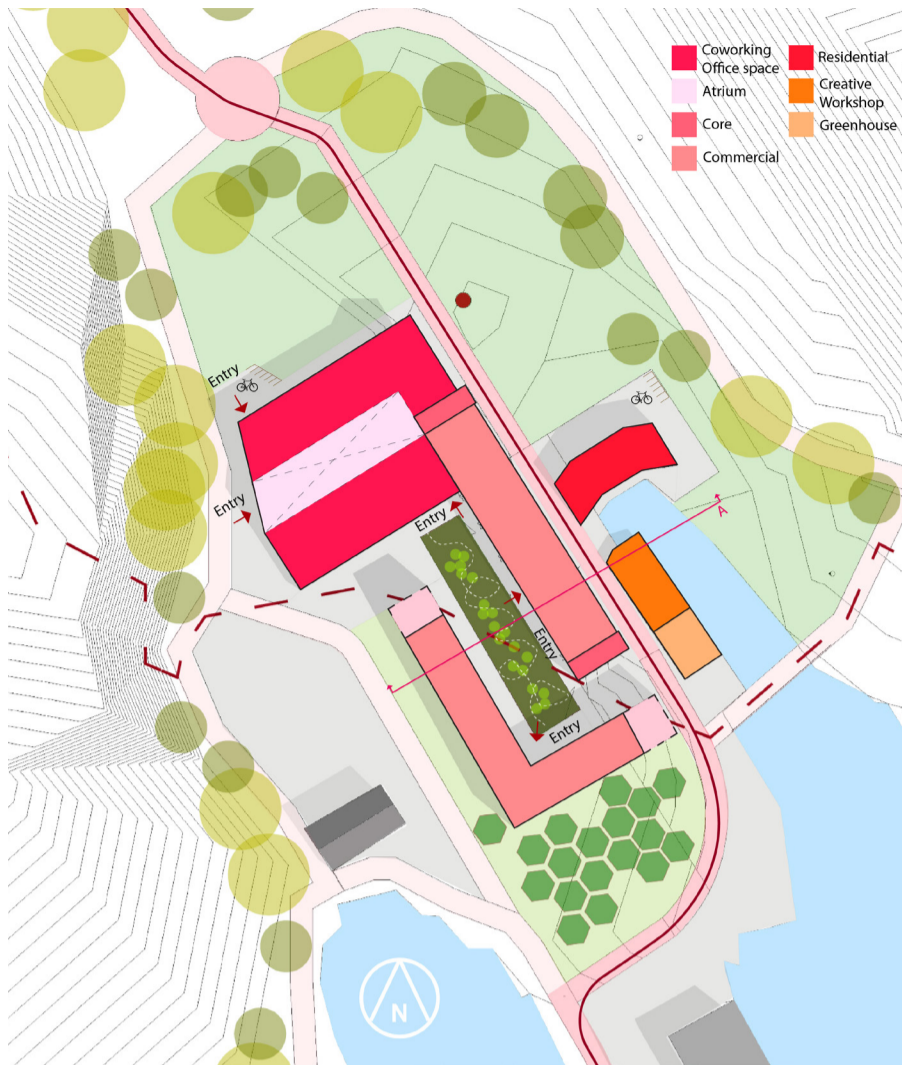 Coworking
Office space
Residential
Atrium
Creative
Workshop
Core
Greenhouse
Commercial
Entry
Entry
Entry
Entry
Entry
A
N